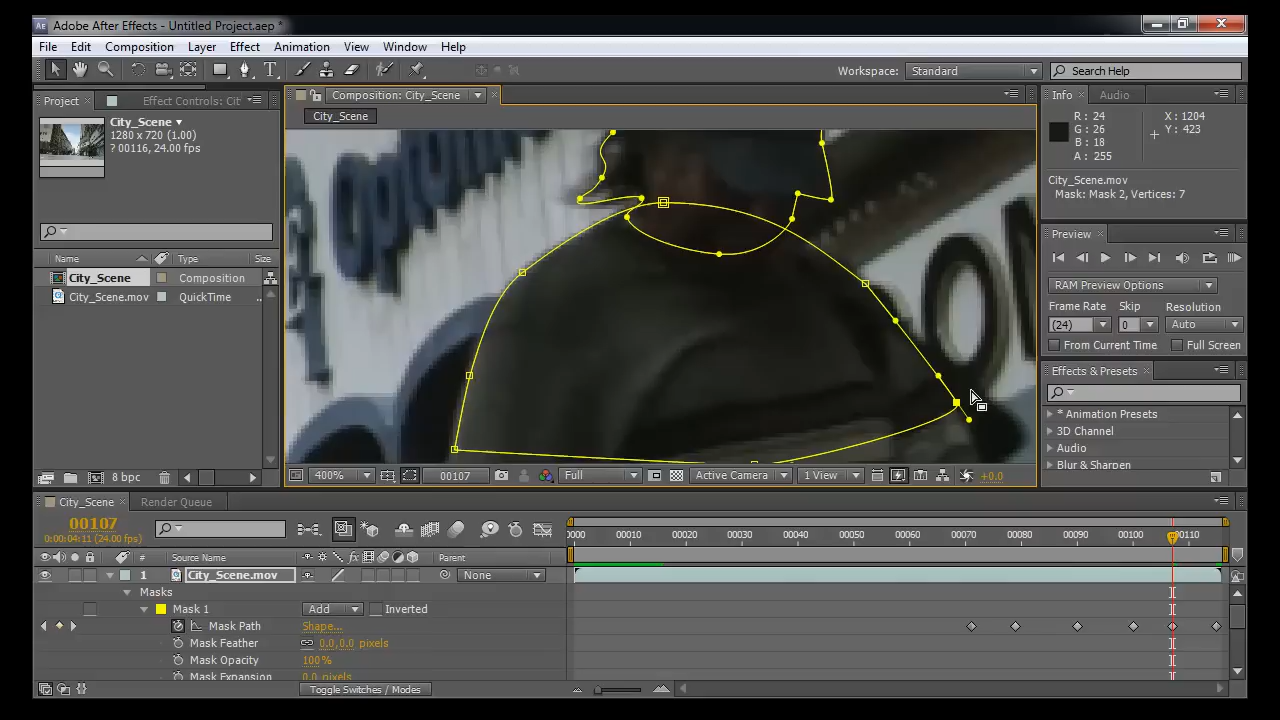 Adobe After Effects - Untitled Project.aep *
File Edit Composition Layer Effect Animation View Window Help
Workspace: Standard Search Help
Project Effect Controls: Cit
City_Scene
1280 x 720 (1.00)
? 00116, 24.00 fps
Name Type Size
City_Scene Composition
City_Scene.mov QuickTime ..
8 bpc
Composition: City_Scene
City_Scene
400% 00107 Full Active Camera 1 View +0.0
Info Audio
R : 24
G : 26
B : 18
A : 255
X : 1204
Y : 423
City_Scene.mov
Mask: Mask 2, Vertices: 7
Preview
RAM Preview Options
Frame Rate Skip Resolution
(24) 0 Auto
From Current Time Full Screen
Effects & Presets
* Animation Presets
3D Channel
Audio
Blur & Sharpen
City_Scene Render Queue
00107
0:00:04:11 (24.00 fps)
0000 00010 00020 00030 00040 00050 00060 00070 00080 00090 00100 00110
# Source Name Parent
1 City_Scene.mov None
Masks
Mask 1 Add Inverted
Mask Path Shape...
Mask Feather 0.0,0.0 pixels
Mask Opacity 100%
Mask Expansion 0.0 pixels
Toggle Switches / Modes